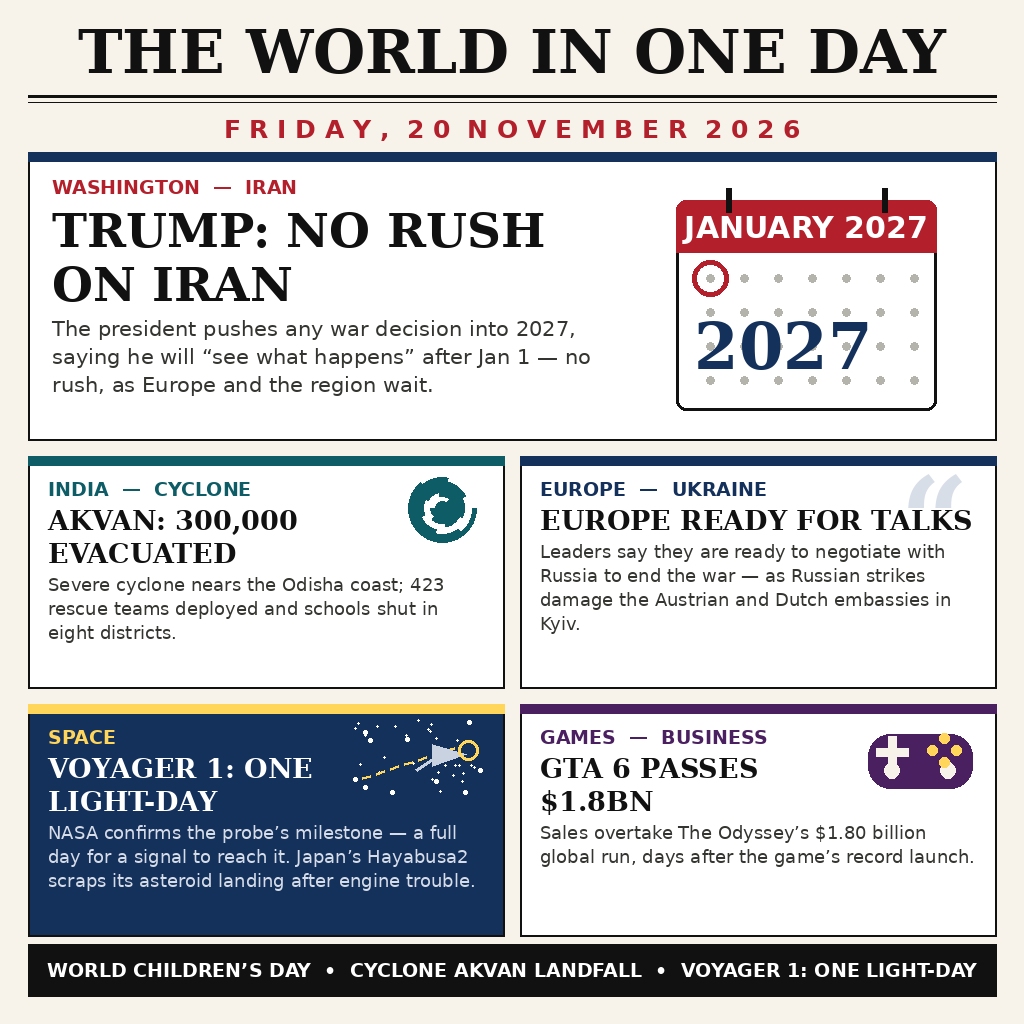 THE WORLD IN ONE DAY
FRIDAY, 20 NOVEMBER 2026
WASHINGTON — IRAN
TRUMP: NO RUSH
ON IRAN
The president pushes any war decision into 2027,
saying he will “see what happens” after Jan 1 — no
rush, as Europe and the region wait.
JANUARY 2027
2027
INDIA — CYCLONE
AKVAN: 300,000
EVACUATED
Severe cyclone nears the Odisha coast; 423
rescue teams deployed and schools shut in
eight districts.
EUROPE — UKRAINE
“
EUROPE READY FOR TALKS
Leaders say they are ready to negotiate with
Russia to end the war — as Russian strikes
damage the Austrian and Dutch embassies in
Kyiv.
SPACE
VOYAGER 1: ONE
LIGHT-DAY
NASA confirms the probe’s milestone — a full
day for a signal to reach it. Japan’s Hayabusa2
scraps its asteroid landing after engine trouble.
GAMES — BUSINESS
GTA 6 PASSES
$1.8BN
Sales overtake The Odyssey’s $1.80 billion
global run, days after the game’s record launch.
WORLD CHILDREN’S DAY • CYCLONE AKVAN LANDFALL • VOYAGER 1: ONE LIGHT-DAY